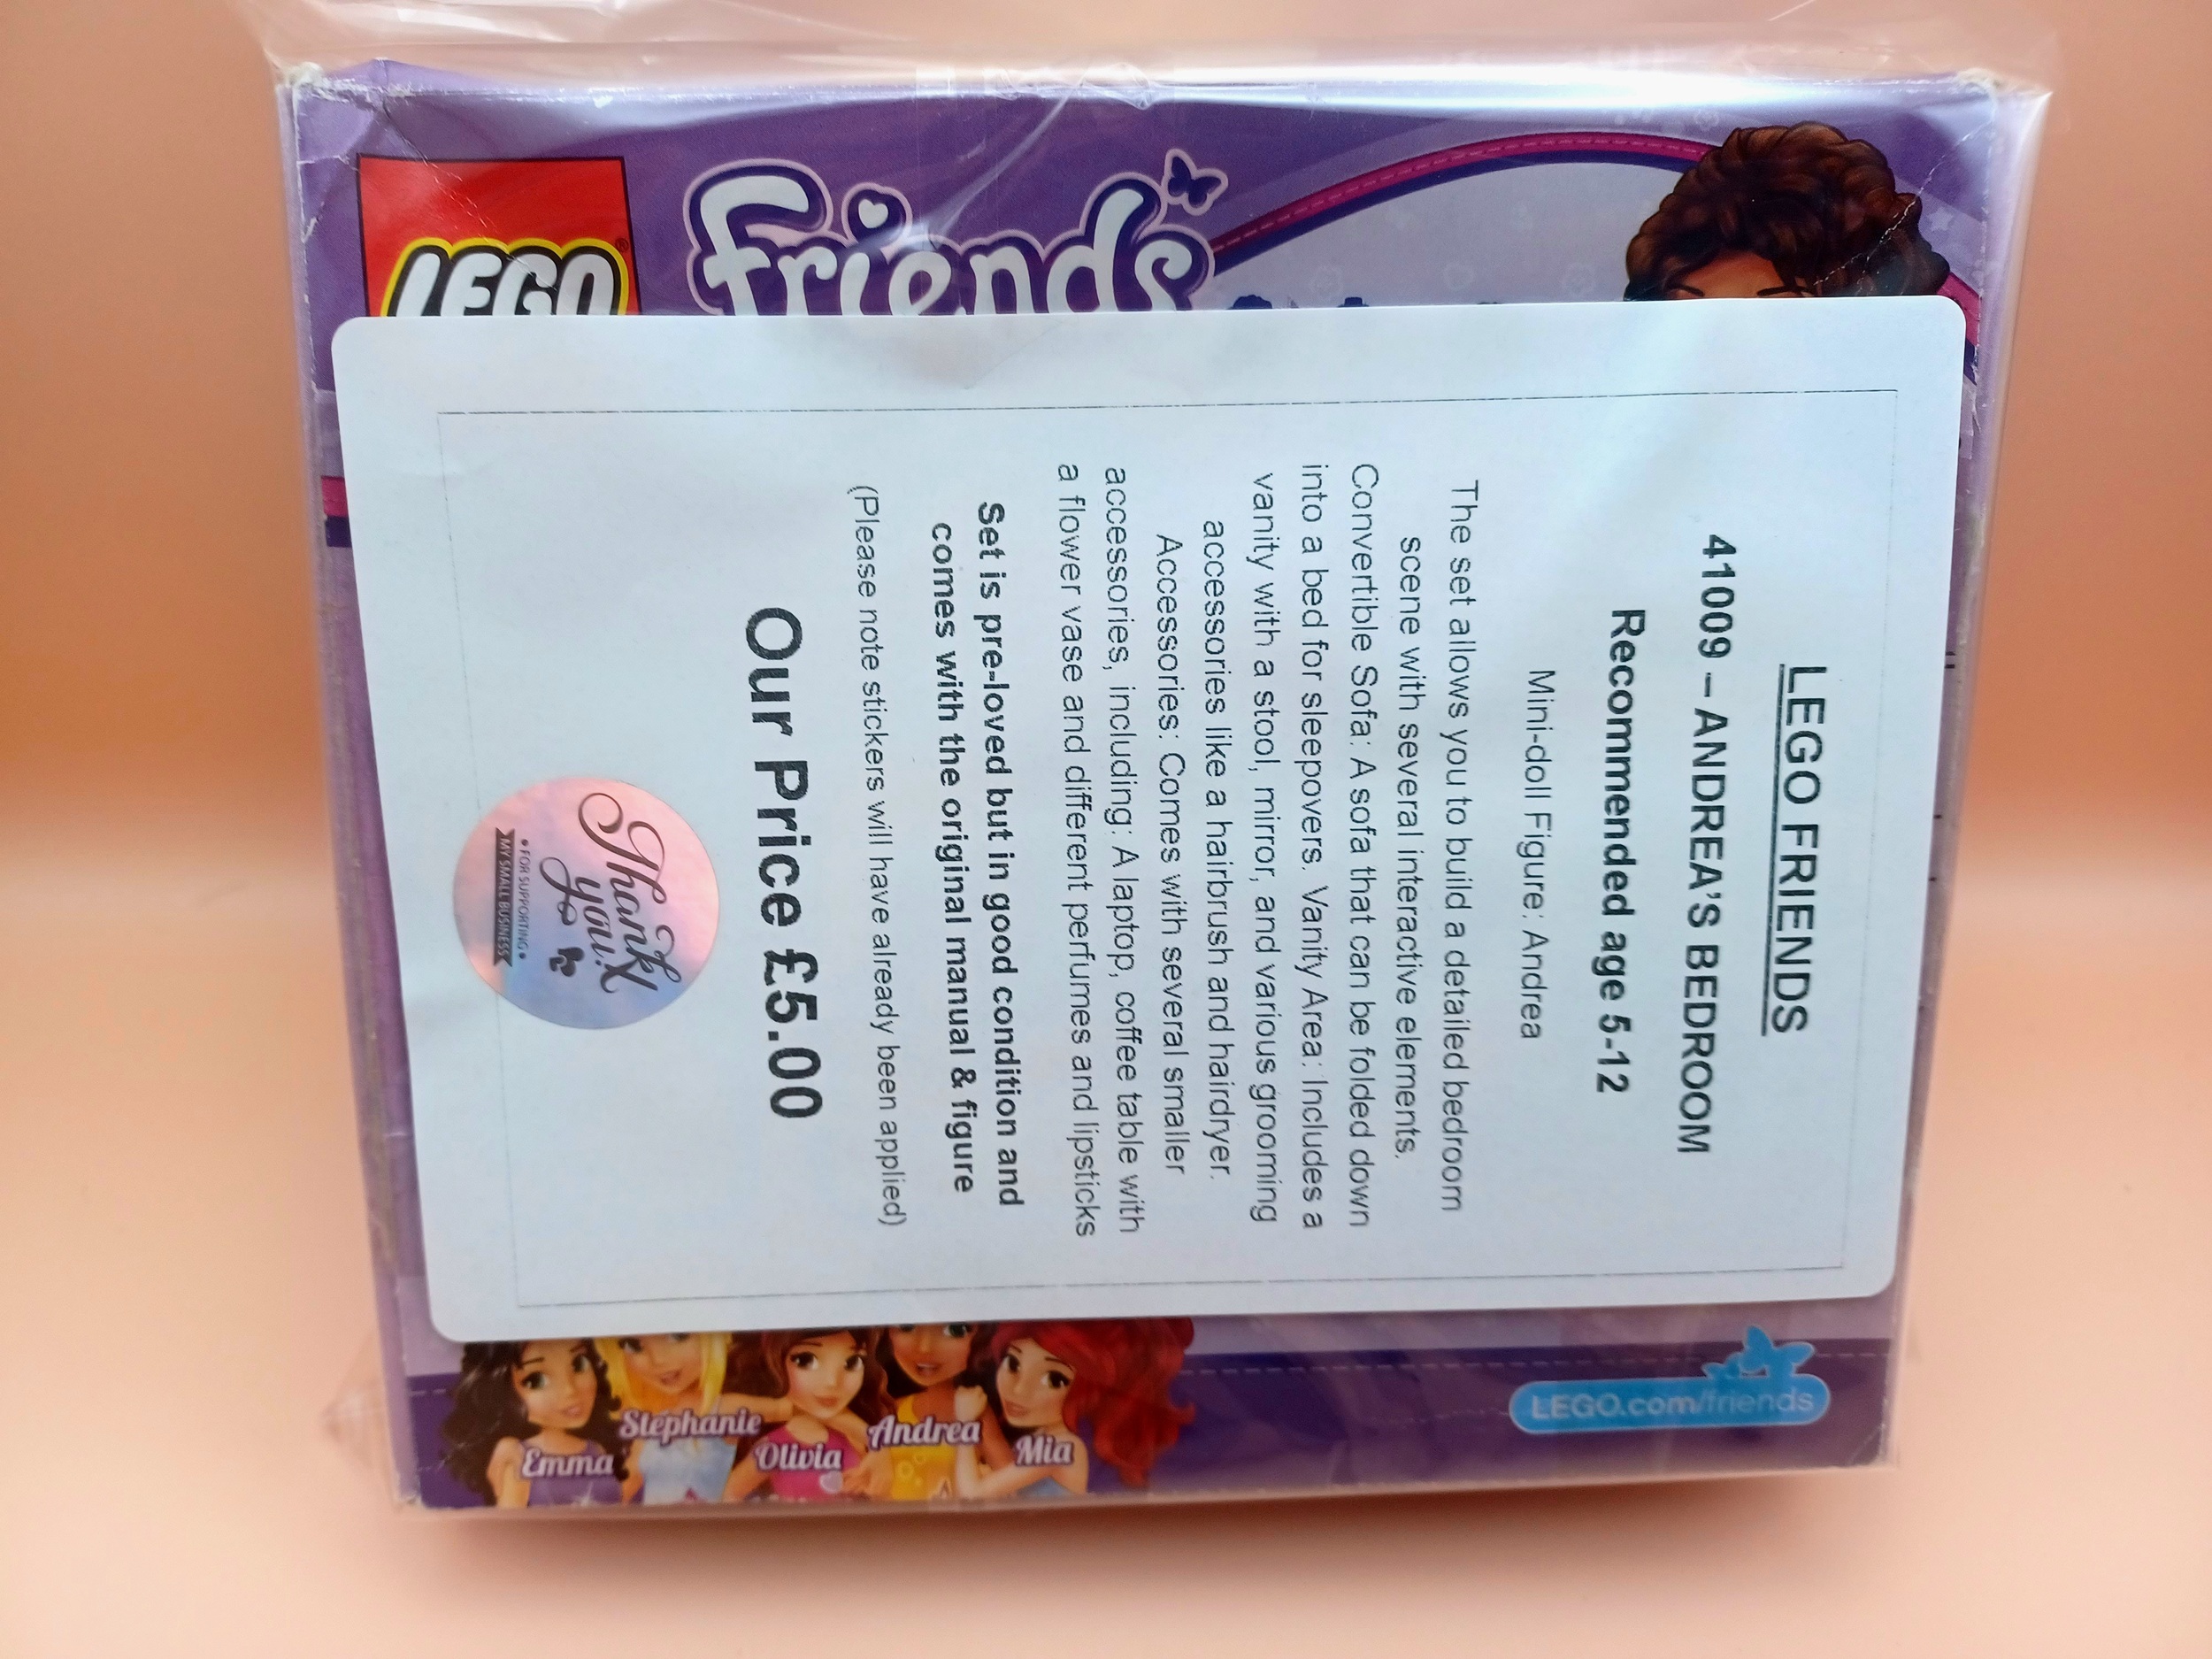 LEGO
Friends
LEGO FRIENDS
41009 – ANDREA'S BEDROOM
Recommended age 5-12
Mini-doll Figure: Andrea
The set allows you to build a detailed bedroom
scene with several interactive elements.
Convertible Sofa: A sofa that can be folded down
into a bed for sleepovers. Vanity Area: Includes a
vanity with a stool, mirror, and various grooming
accessories like a hairbrush and hairdryer.
Accessories: Comes with several smaller
accessories, including: A laptop, coffee table with
a flower vase and different perfumes and lipsticks
Set is pre-loved but in good condition and
comes with the original manual & figure
(Please note stickers will have already been applied)
Our Price £5.00
Thank
you!
• FOR SUPPORTING •
MY SMALL BUSINESS
Emma
Stephanie
Olivia
Andrea
Mia
LEGO.com/friends